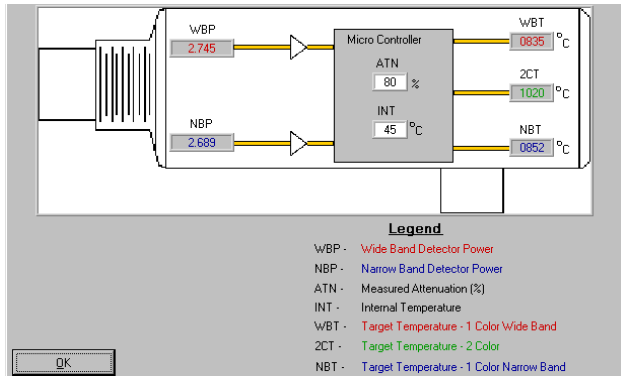 WBP
2.745
Micro Controller
WBT
0835 °C
ATN
80 %
2CT
1020 °C
INT
45 °C
NBP
2.689
NBT
0852 °C
Legend
WBP - Wide Band Detector Power
NBP - Narrow Band Detector Power
ATN - Measured Attenuation (%)
INT - Internal Temperature
WBT - Target Temperature - 1 Color Wide Band
2CT - Target Temperature - 2 Color
NBT - Target Temperature - 1 Color Narrow Band
OK